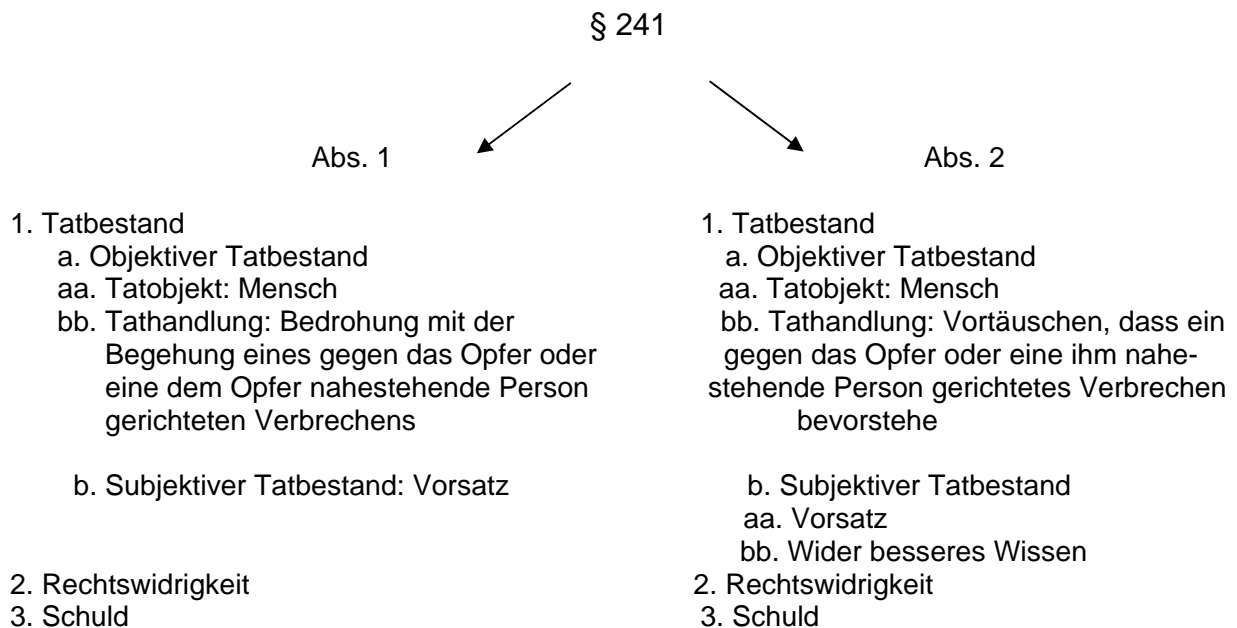 § 241
Abs. 1
1. Tatbestand
a. Objektiver Tatbestand
aa. Tatobjekt: Mensch
bb. Tathandlung: Bedrohung mit der
Begehung eines gegen das Opfer oder
eine dem Opfer nahestehende Person
gerichteten Verbrechens
b. Subjektiver Tatbestand: Vorsatz
2. Rechtswidrigkeit
3. Schuld
Abs. 2
1. Tatbestand
a. Objektiver Tatbestand
aa. Tatobjekt: Mensch
bb. Tathandlung: Vortäuschen, dass ein
gegen das Opfer oder eine ihm nahe-
stehende Person gerichtetes Verbrechen
bevorstehe
b. Subjektiver Tatbestand
aa. Vorsatz
bb. Wider besseres Wissen
2. Rechtswidrigkeit
3. Schuld